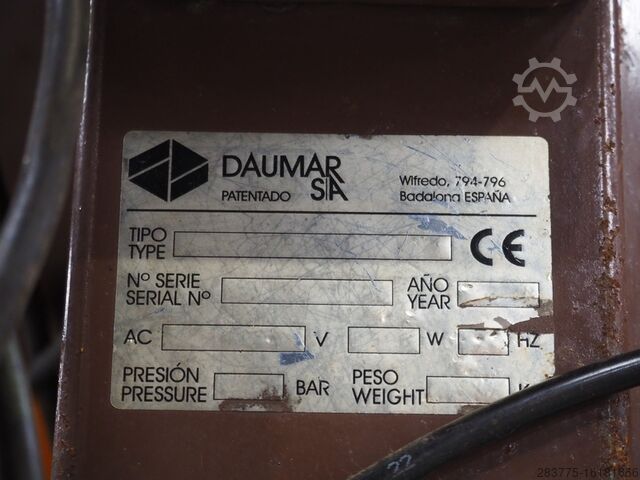 DAUMAR
S/A
PATENTADO
Wifredo, 794-796
Badalona ESPAÑA
TIPO
TYPE
CE
Nº SERIE
SERIAL Nº
AÑO
YEAR
AC V W HZ
PRESIÓN
PRESSURE
BAR
PESO
WEIGHT
22
283775-16181866